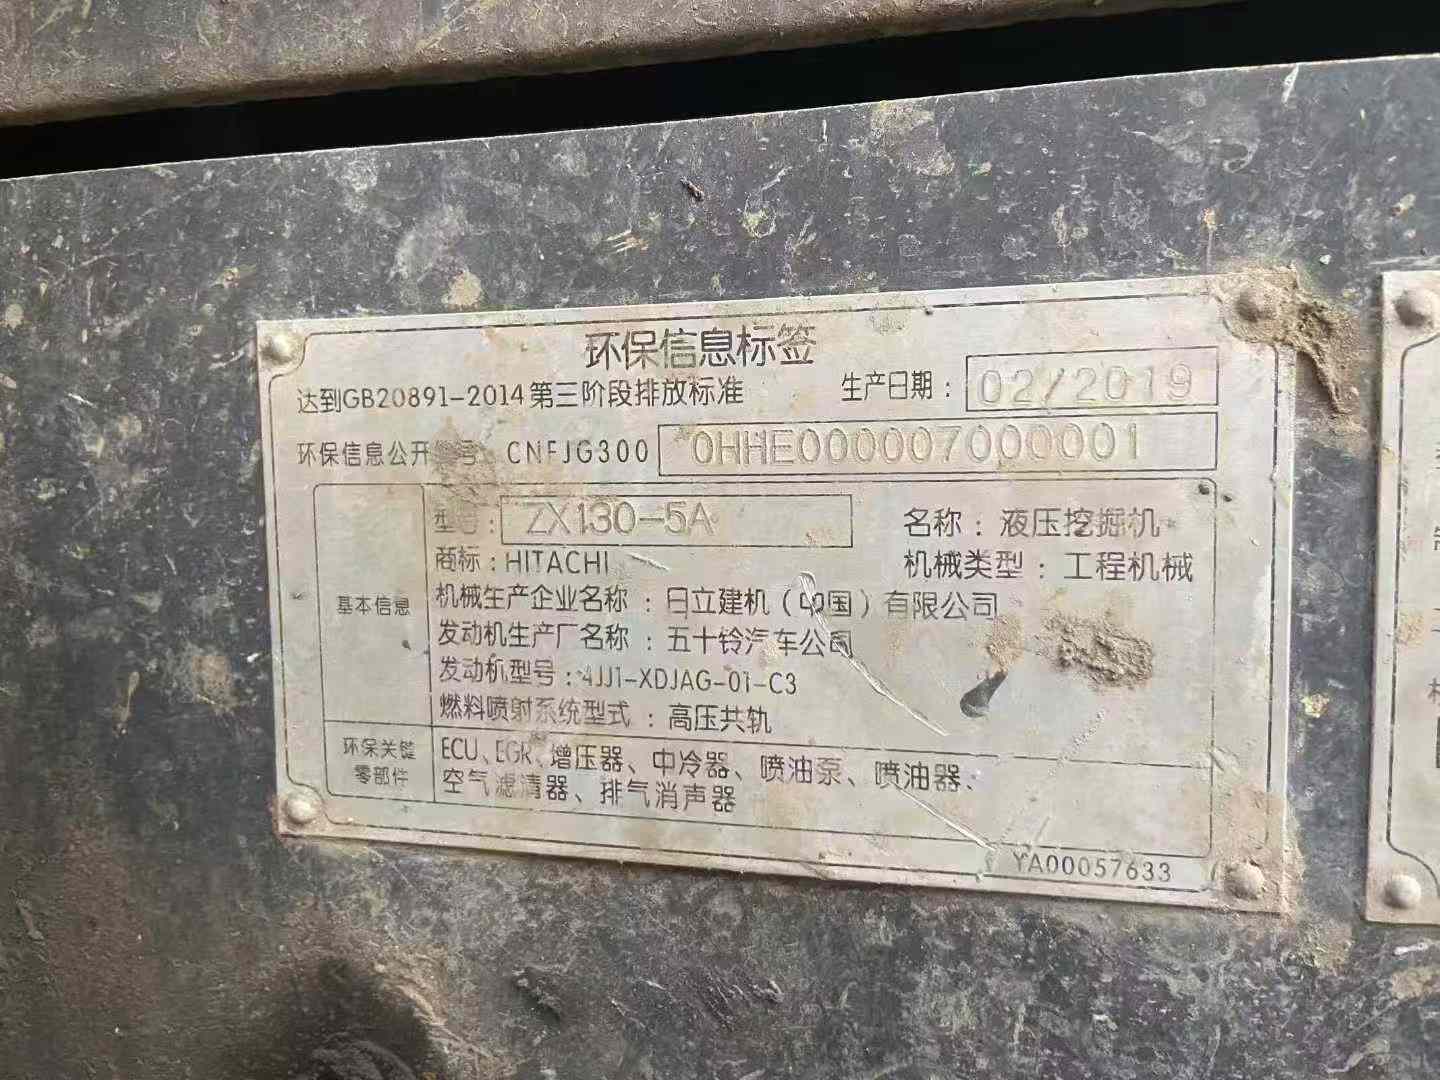 环保信息标签
达到GB20891-2014第三阶段排放标准 生产日期: 02/2019
环保信息公开编号: CNFJG300 0HHE000007000001
基本信息
型号: ZX130-5A 名称: 液压挖掘机
商标: HITACHI 机械类型: 工程机械
机械生产企业名称: 日立建机(中国)有限公司
发动机生产厂名称: 五十铃汽车公司
发动机型号: 4JJ1-XDJAG-01-C3
燃料喷射系统型式: 高压共轨
环保关键
零部件
ECU、EGR、增压器、中冷器、喷油泵、喷油器、
空气滤清器、排气消声器
YA00057633